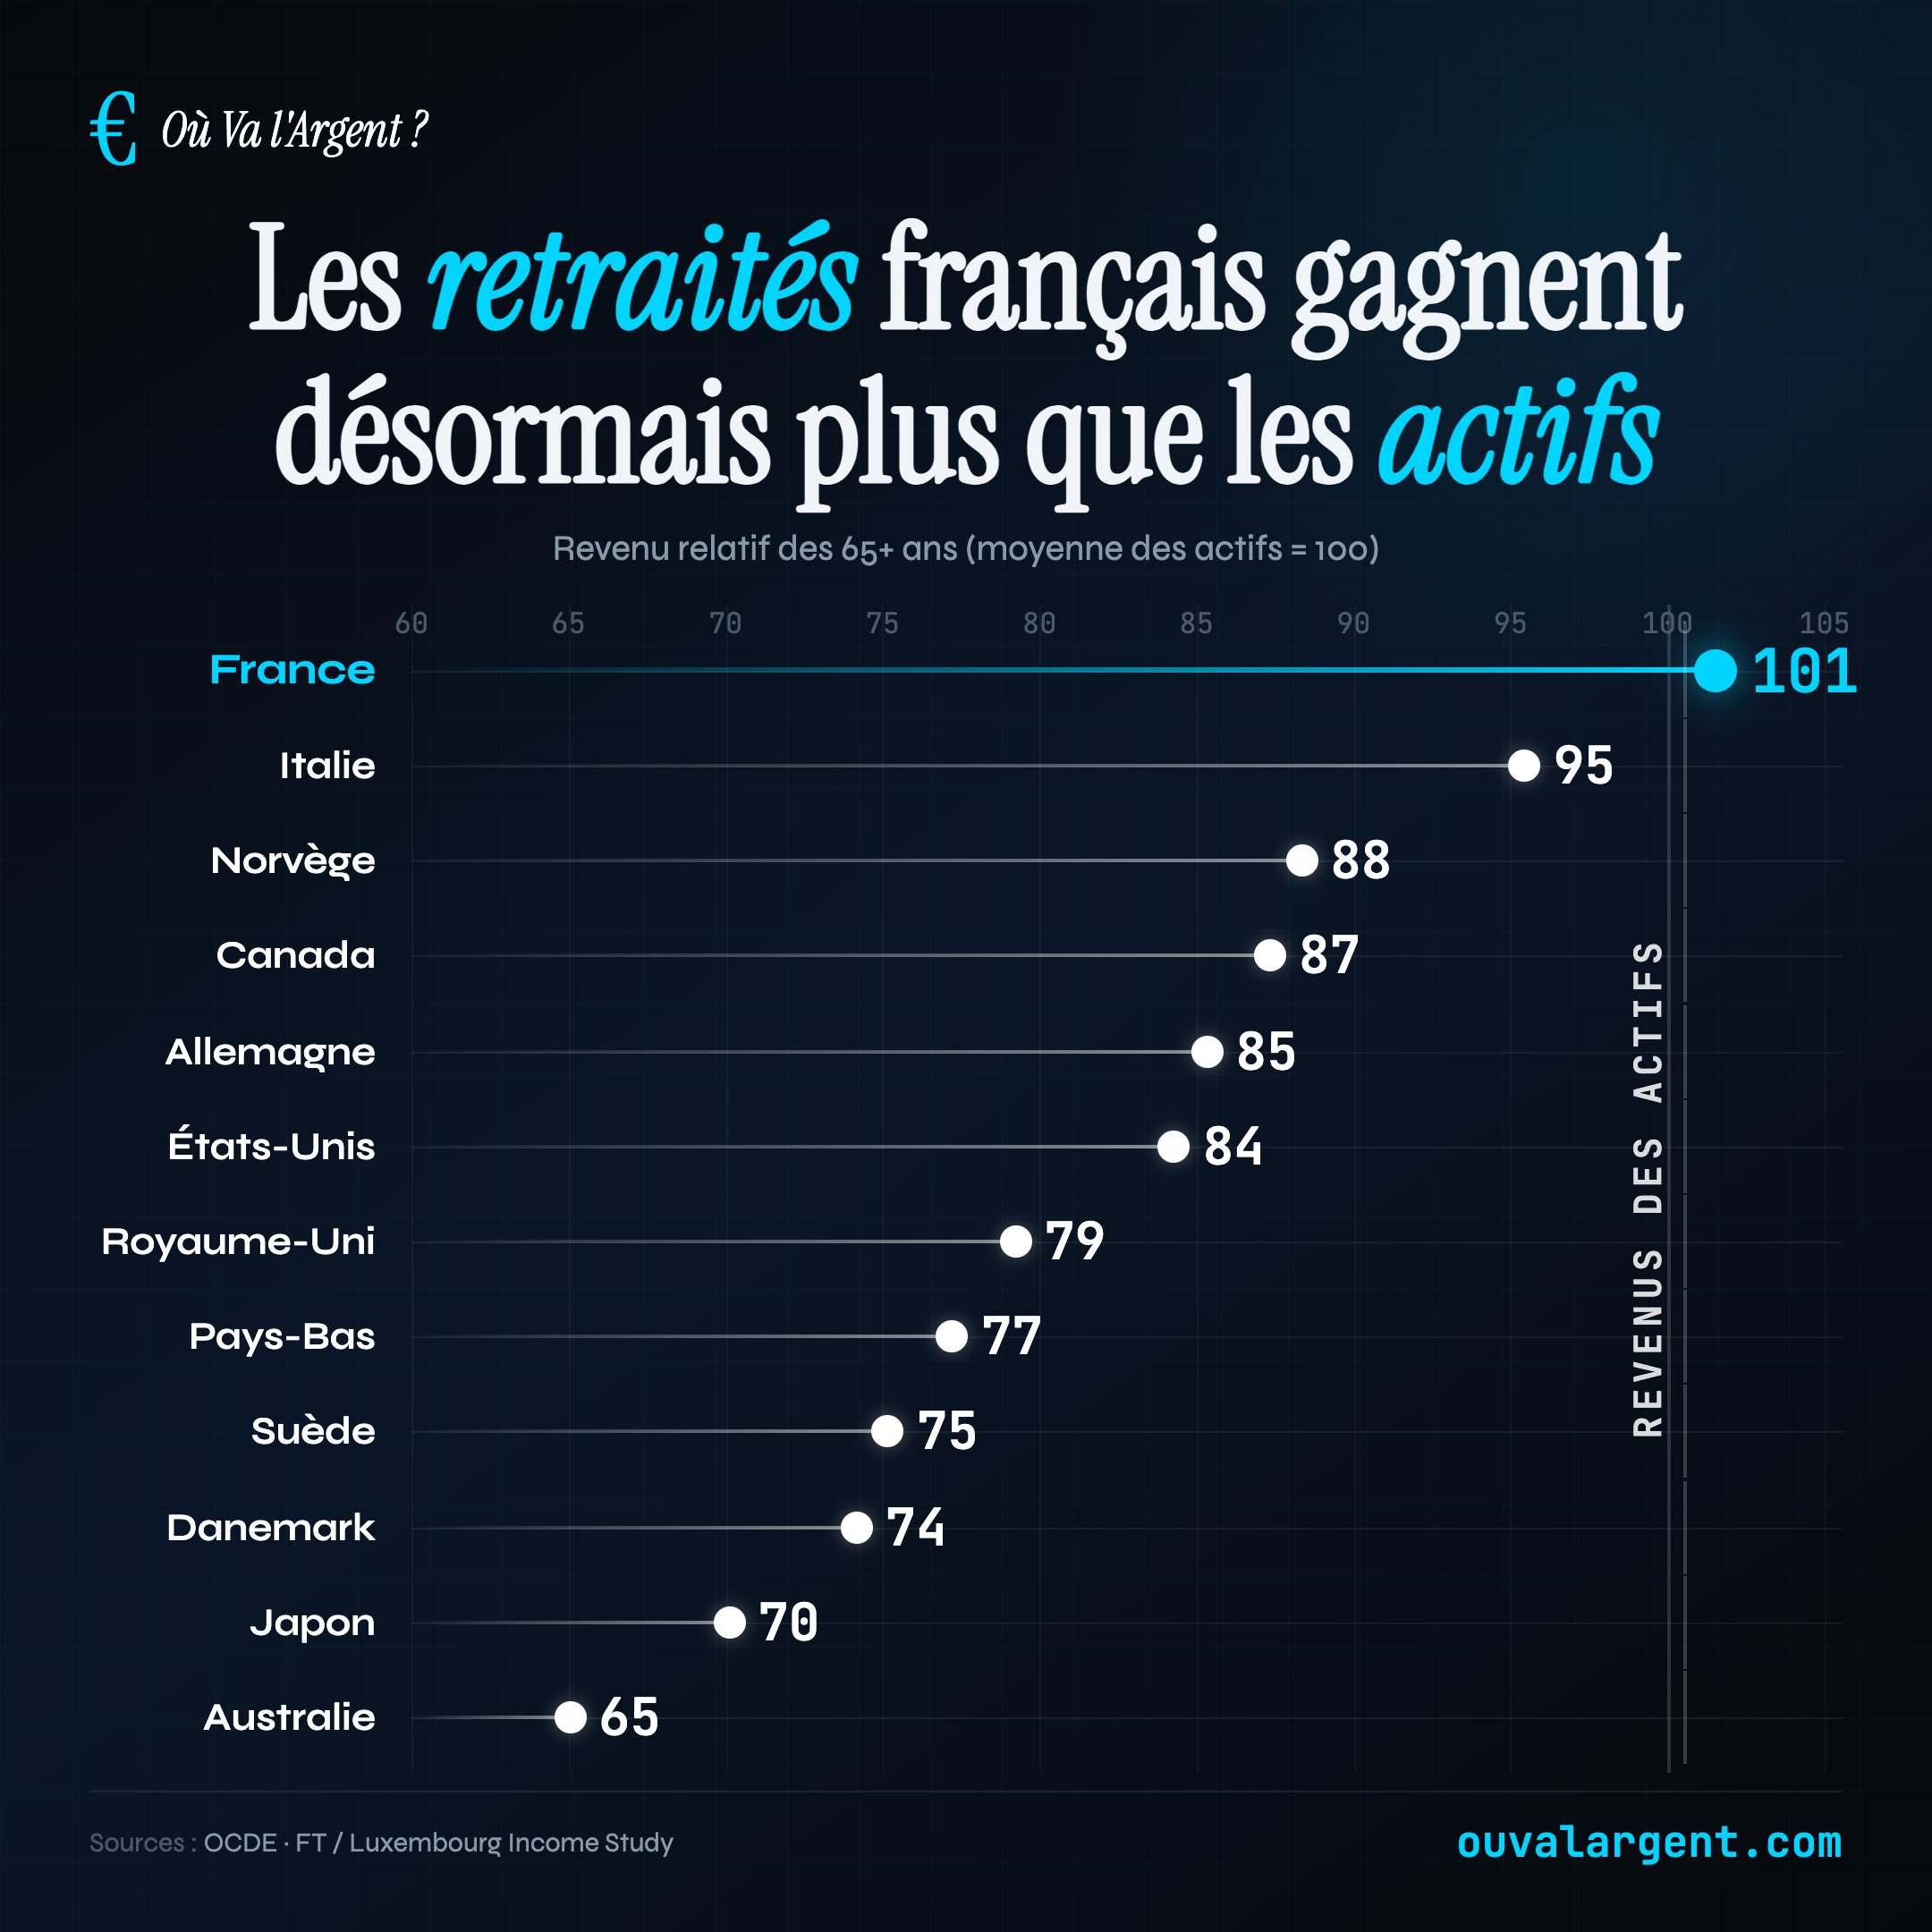 € Où Va l'Argent ?
Les retraités français gagnent
désormais plus que les actifs
Revenu relatif des 65+ ans (moyenne des actifs = 100)
60 65 70 75 80 85 90 95 100 105
France 101
Italie 95
Norvège 88
Canada 87
Allemagne 85
États-Unis 84
Royaume-Uni 79
Pays-Bas 77
Suède 75
Danemark 74
Japon 70
Australie 65
REVENUS DES ACTIFS
Sources : OCDE · FT / Luxembourg Income Study
ouvalargent.com